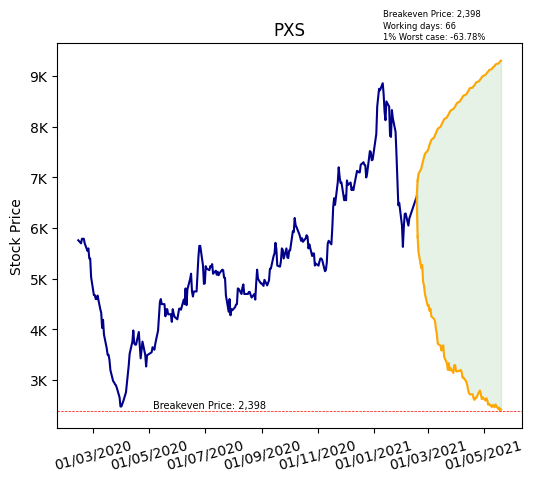 Breakeven Price: 2,398
Working days: 66
1% Worst case: -63.78%
PXS
9K
8K
7K
6K
5K
4K
3K
Stock Price
Breakeven Price: 2,398
01/03/2020
01/05/2020
01/07/2020
01/09/2020
01/11/2020
01/01/2021
01/03/2021
01/05/2021